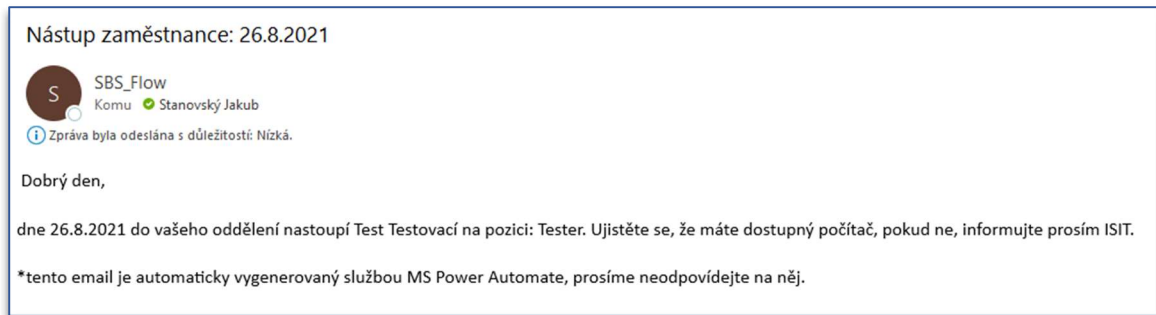 Nástup zaměstnance: 26.8.2021
S
SBS_Flow
Komu Stanovský Jakub
Zpráva byla odeslána s důležitostí: Nízká.
Dobrý den,
dne 26.8.2021 do vašeho oddělení nastoupí Test Testovací na pozici: Tester. Ujistěte se, že máte dostupný počítač, pokud ne, informujte prosím ISIT.
*tento email je automaticky vygenerovaný službou MS Power Automate, prosíme neodpovídejte na něj.